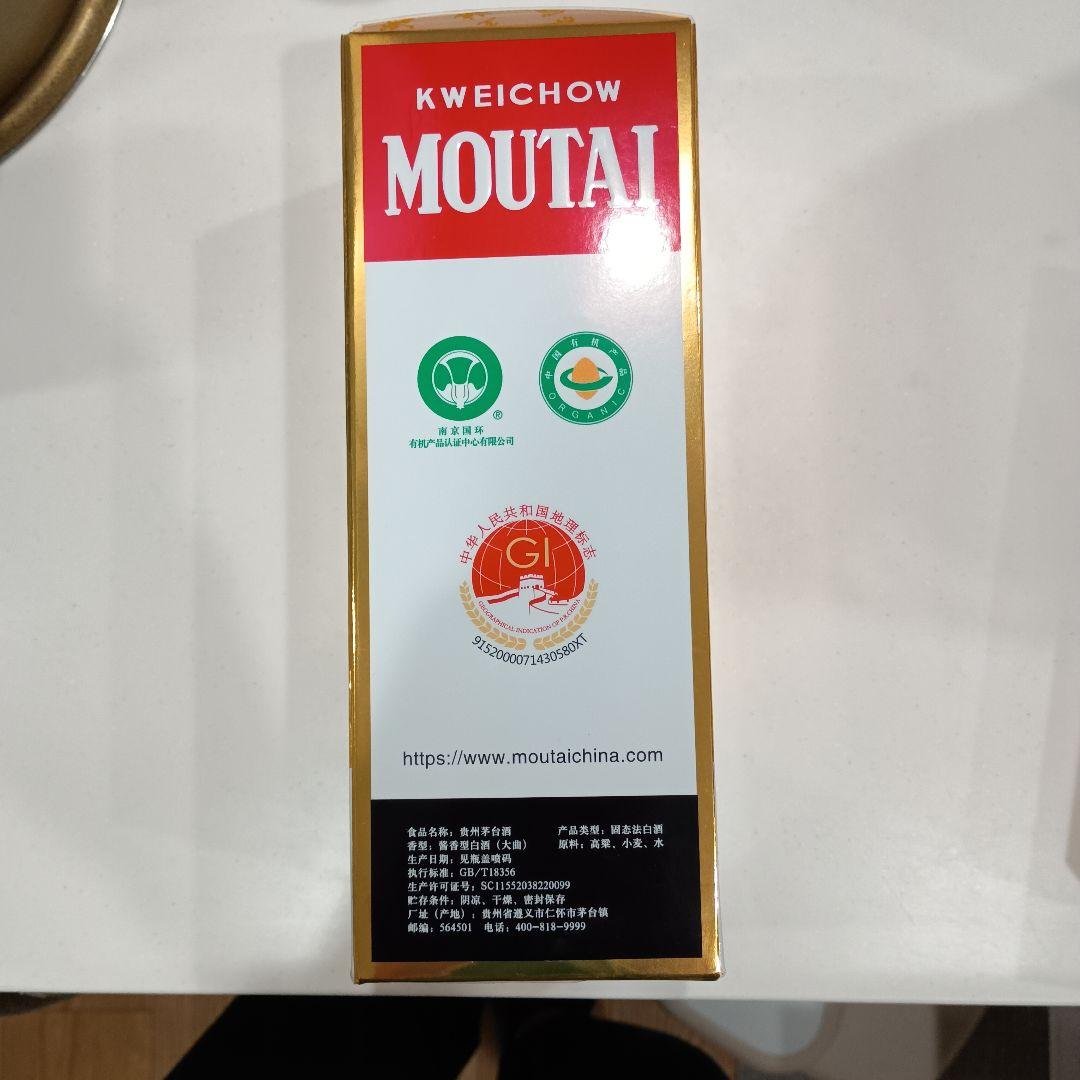 KWEICHOW
MOUTAI
®
南京国环
有机产品认证中心有限公司
中国有机产品
ORGANIC
中华人民共和国地理标志
GI
GEOGRAPHICAL INDICATION OF P.R.CHINA
9152000071430580XT
https://www.moutaichina.com
食品名称：贵州茅台酒 产品类型：固态法白酒
香型：酱香型白酒（大曲） 原料：高粱、小麦、水
生产日期：见瓶盖喷码
执行标准：GB/T18356
生产许可证号：SC11552038220099
贮存条件：阴凉、干燥、密封保存
厂址（产地）：贵州省遵义市仁怀市茅台镇
邮编：564501 电话：400-818-9999